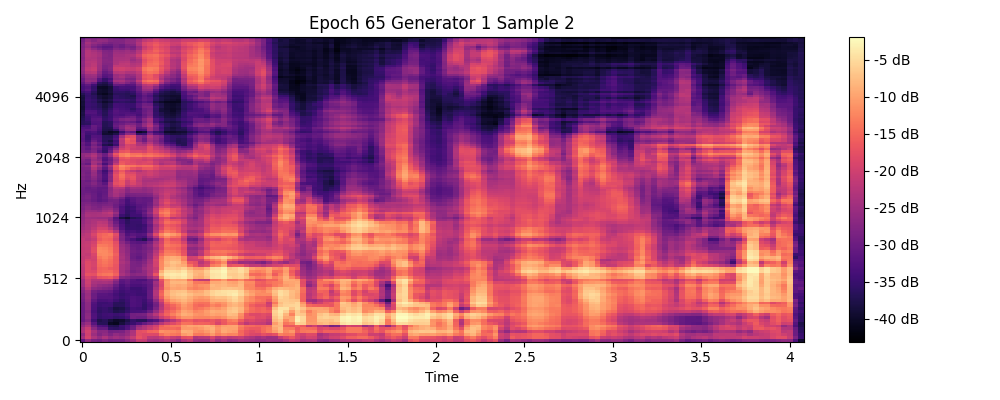 Epoch 65 Generator 1 Sample 2
Hz
4096
2048
1024
512
0
0 0.5 1 1.5 2 2.5 3 3.5 4
Time
-5 dB
-10 dB
-15 dB
-20 dB
-25 dB
-30 dB
-35 dB
-40 dB